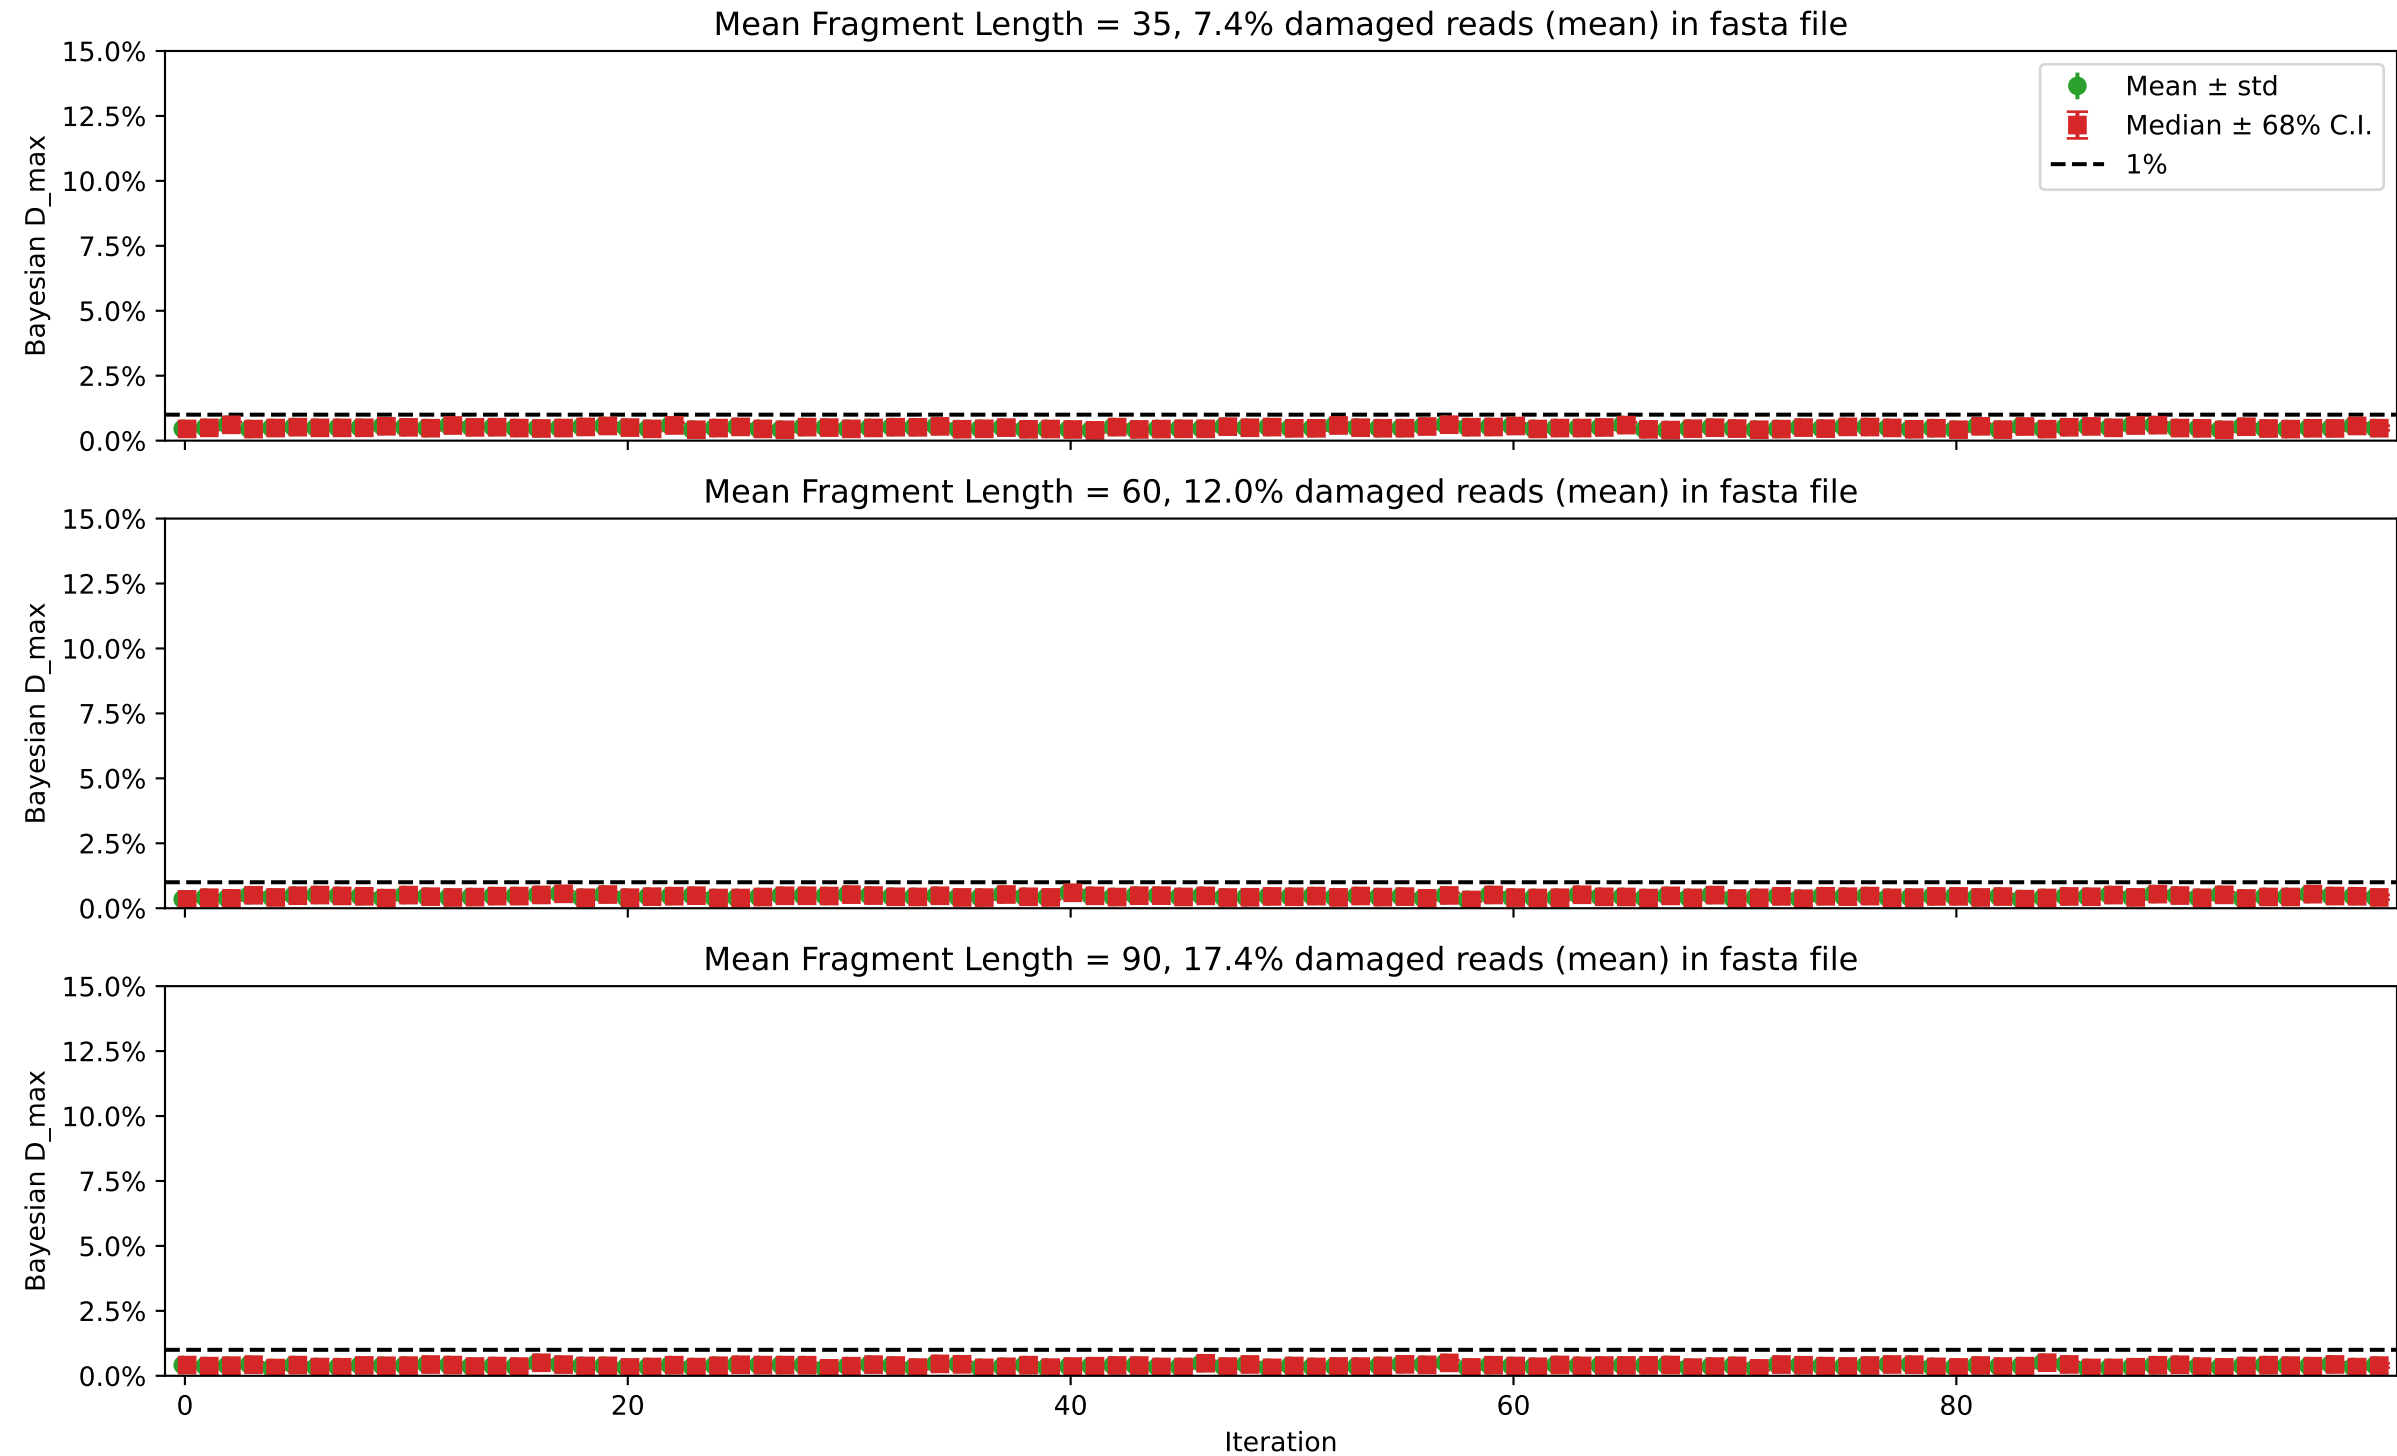 Mean Fragment Length = 35, 7.4% damaged reads (mean) in fasta file
15.0%
12.5%
10.0%
7.5%
5.0%
2.5%
0.0%
Bayesian D_max
Mean ± std
Median ± 68% C.I.
1%
Mean Fragment Length = 60, 12.0% damaged reads (mean) in fasta file
15.0%
12.5%
10.0%
7.5%
5.0%
2.5%
0.0%
Bayesian D_max
Mean Fragment Length = 90, 17.4% damaged reads (mean) in fasta file
15.0%
12.5%
10.0%
7.5%
5.0%
2.5%
0.0%
Bayesian D_max
0 20 40 60 80
Iteration